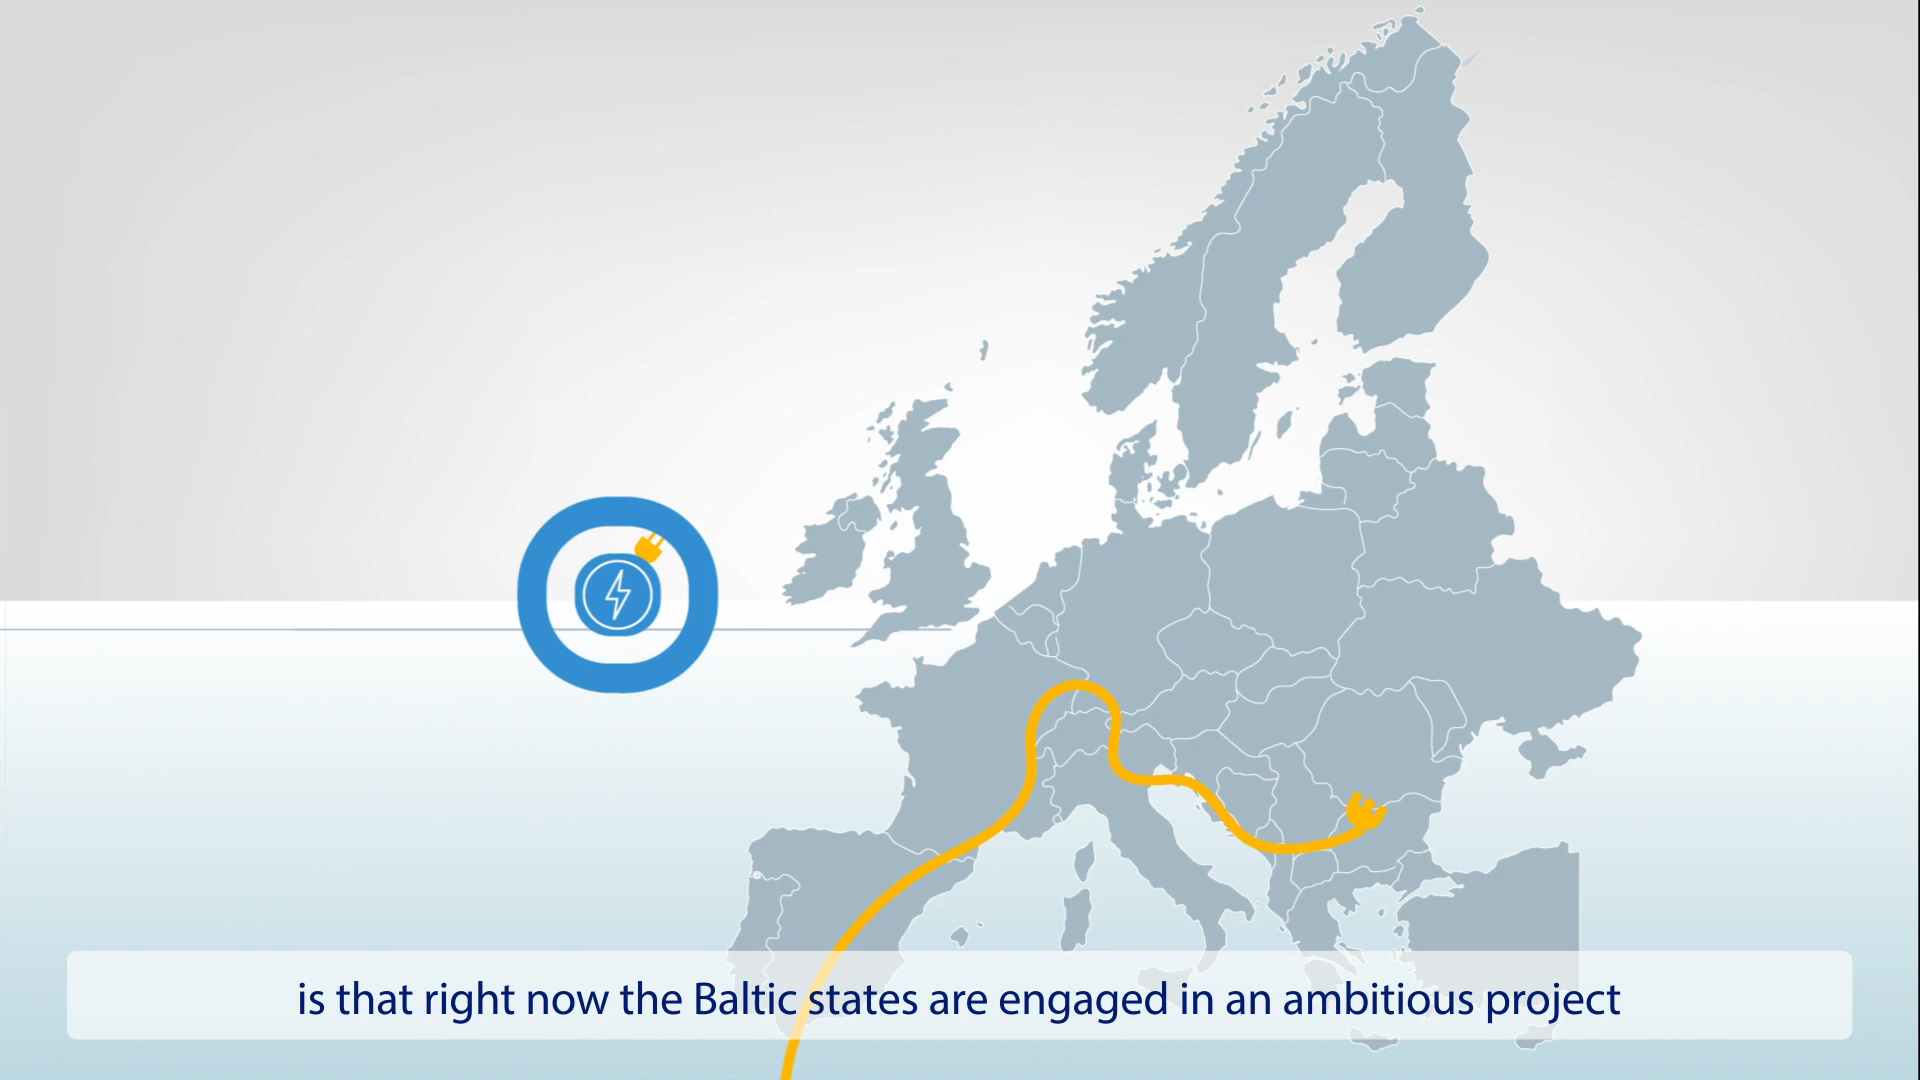 is that right now the Baltic states are engaged in an ambitious project